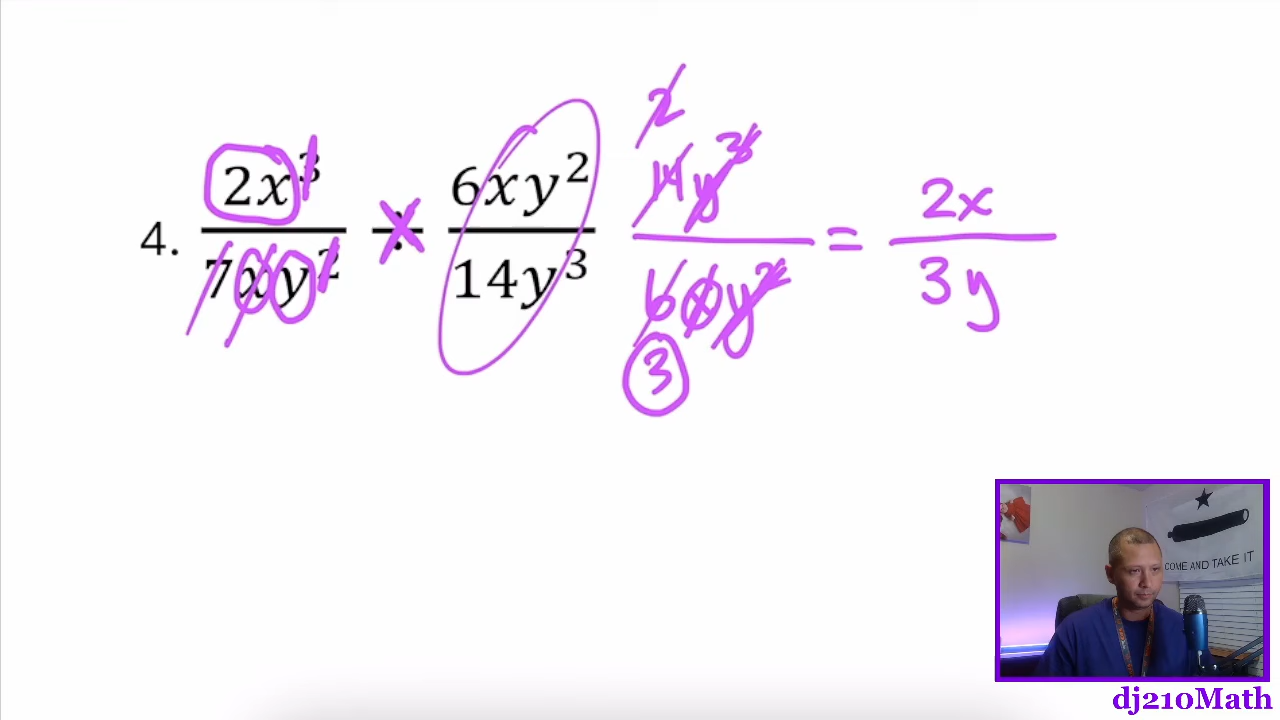 4. 2x³/7xy² ÷ 6xy²/14y³ × 14y³/6xy² = 2x/3y
2
3
COME AND TAKE IT
dj210Math